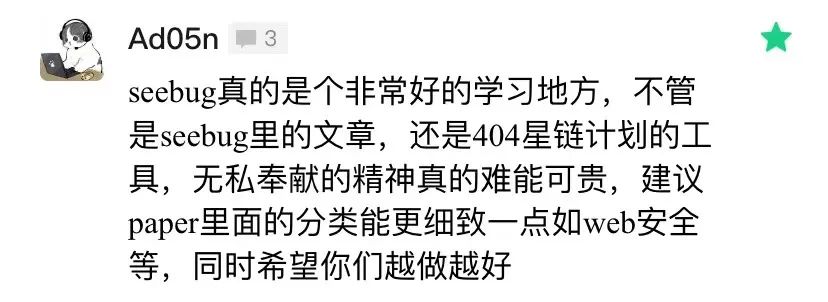 Ad05n 3
seebug真的是个非常好的学习地方，不管
是seebug里的文章，还是404星链计划的工
具，无私奉献的精神真的难能可贵，建议
paper里面的分类能更细致一点如web安全
等，同时希望你们越做越好